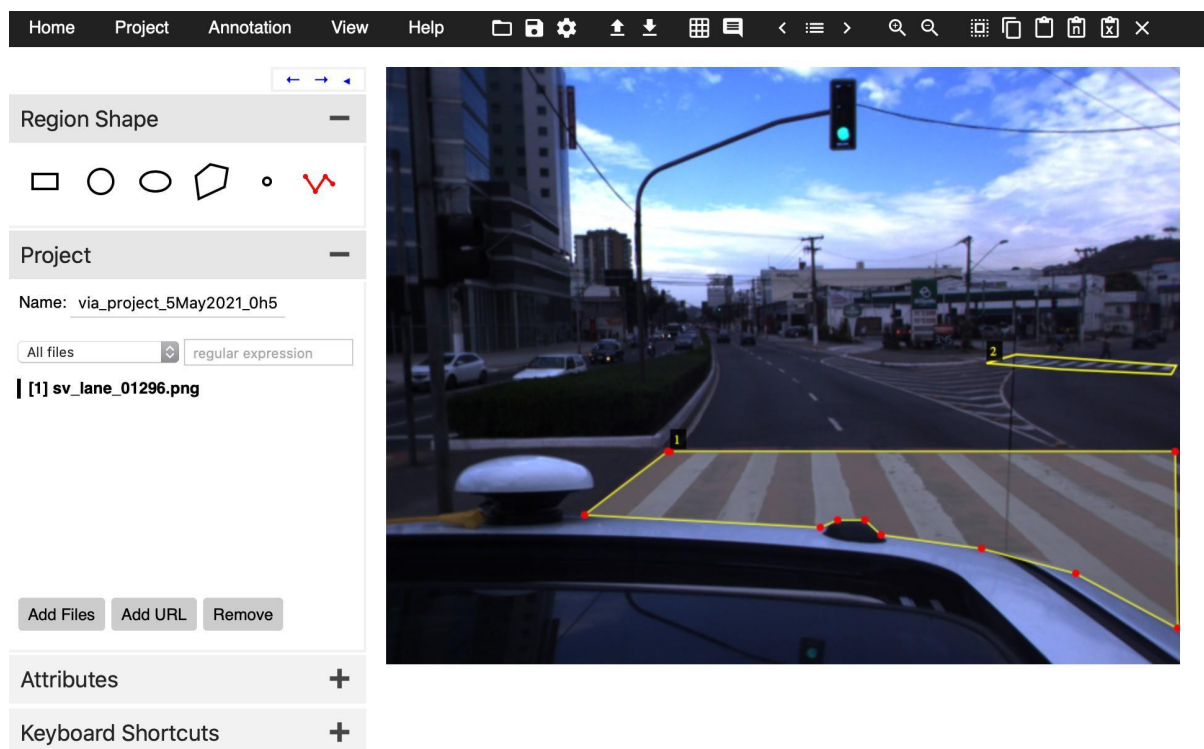 Home Project Annotation View Help
Region Shape
Project
Name: via_project_5May2021_0h5
All files regular expression
[1] sv_lane_01296.png
Add Files Add URL Remove
Attributes
Keyboard Shortcuts
1
2